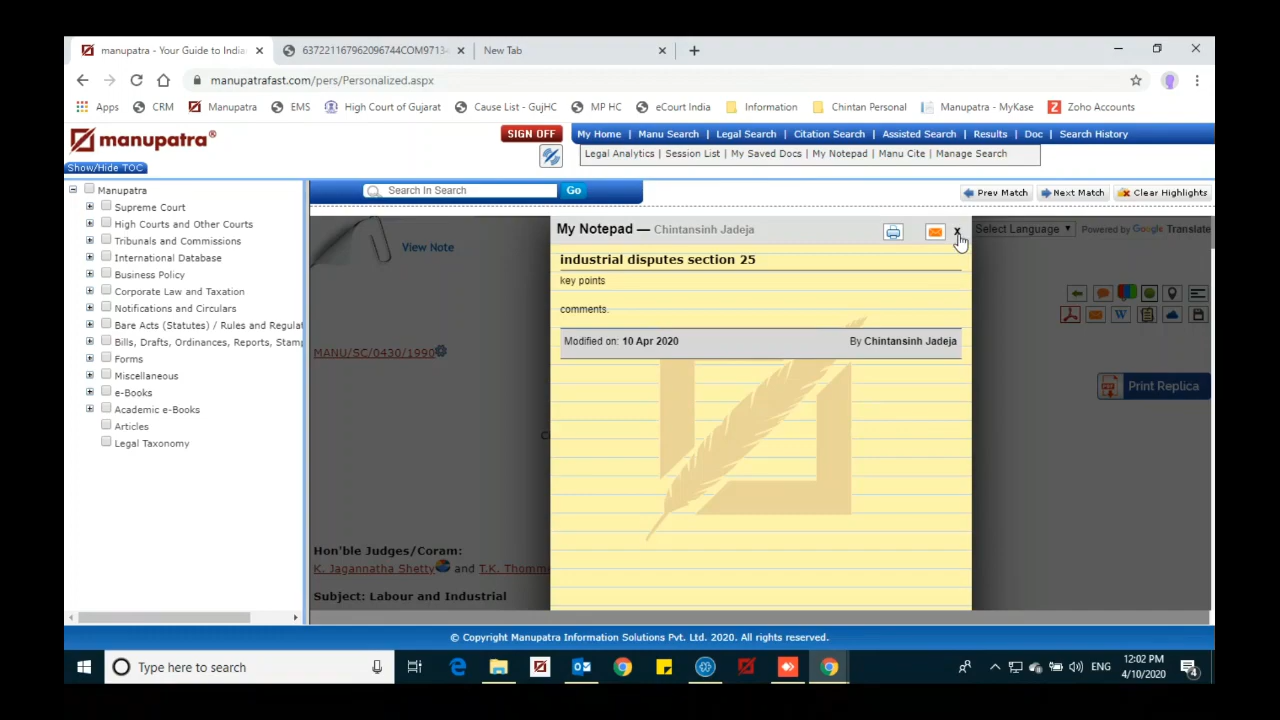 manupatra - Your Guide to India
637221167962096744COM9713
New Tab
manupatrafast.com/pers/Personalized.aspx
Apps CRM Manupatra EMS High Court of Gujarat Cause List - GujHC MP HC eCourt India Information Chintan Personal Manupatra - MyKase Zoho Accounts
manupatra®
SIGN OFF
My Home | Manu Search | Legal Search | Citation Search | Assisted Search | Results | Doc | Search History
Legal Analytics | Session List | My Saved Docs | My Notepad | Manu Cite | Manage Search
Show/Hide TOC
Search In Search Go
Prev Match Next Match Clear Highlights
Manupatra
Supreme Court
High Courts and Other Courts
Tribunals and Commissions
International Database
Business Policy
Corporate Law and Taxation
Notifications and Circulars
Bare Acts (Statutes) / Rules and Regulat
Bills, Drafts, Ordinances, Reports, Stamp
Forms
Miscellaneous
e-Books
Academic e-Books
Articles
Legal Taxonomy
View Note
My Notepad — Chintansinh Jadeja
x
Select Language ▼ Powered by Google Translate
industrial disputes section 25
key points
comments.
Modified on: 10 Apr 2020 By Chintansinh Jadeja
MANU/SC/0430/1990
Print Replica
Hon'ble Judges/Coram:
K. Jagannatha Shetty and T.K. Thomm
Subject: Labour and Industrial
© Copyright Manupatra Information Solutions Pvt. Ltd. 2020. All rights reserved.
Type here to search
ENG
12:02 PM
4/10/2020
4